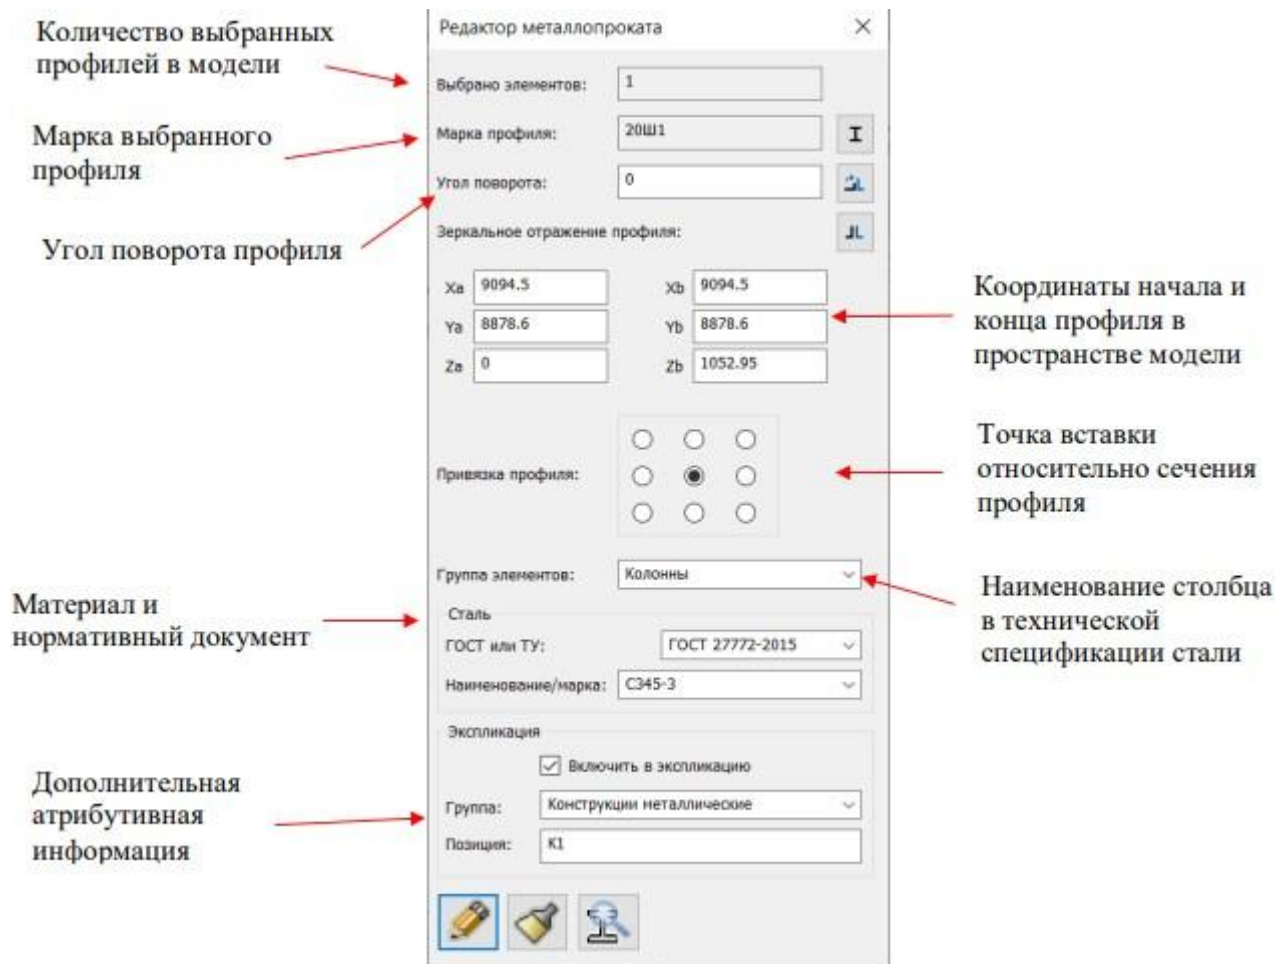 Количество выбранных
профилей в модели
Марка выбранного
профиля
Угол поворота профиля
Материал и
нормативный документ
Дополнительная
атрибутивная
информация
Редактор металлопроката
Выбрано элементов: 1
Марка профиля: 20Ш1
Угол поворота: 0
Зеркальное отражение профиля:
Xa 9094.5 Xb 9094.5
Ya 8878.6 Yb 8878.6
Za 0 Zb 1052.95
Привязка профиля:
Группа элементов: Колонны
Сталь
ГОСТ или ТУ: ГОСТ 27772-2015
Наименование/марка: С345-3
Экспликация
Включить в экспликацию
Группа: Конструкции металлические
Позиция: К1
Координаты начала и
конца профиля в
пространстве модели
Точка вставки
относительно сечения
профиля
Наименование столбца
в технической
спецификации стали